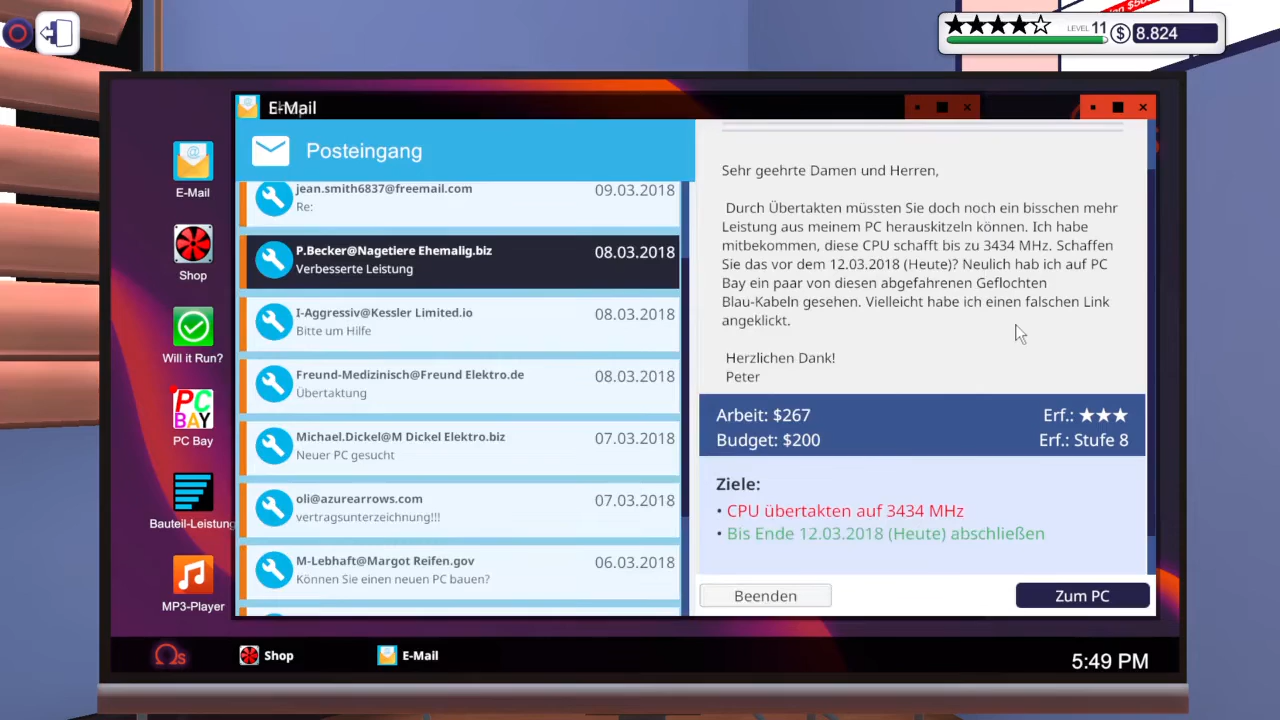 LEVEL 11
$ 8.824
E-Mail
Posteingang
jean.smith6837@freemail.com
09.03.2018
Re:
P.Becker@Nagetiere Ehemalig.biz
08.03.2018
Verbesserte Leistung
I-Aggressiv@Kessler Limited.io
08.03.2018
Bitte um Hilfe
Freund-Medizinisch@Freund Elektro.de
08.03.2018
Übertaktung
Michael.Dickel@M Dickel Elektro.biz
07.03.2018
Neuer PC gesucht
oli@azurearrows.com
07.03.2018
vertragsunterzeichnung!!!
M-Lebhaft@Margot Reifen.gov
06.03.2018
Können Sie einen neuen PC bauen?
E-Mail
Shop
Will it Run?
PC BAY
PC Bay
Bauteil-Leistung
MP3-Player
Sehr geehrte Damen und Herren,
Durch Übertakten müssten Sie doch noch ein bisschen mehr
Leistung aus meinem PC herauskitzeln können. Ich habe
mitbekommen, diese CPU schafft bis zu 3434 MHz. Schaffen
Sie das vor dem 12.03.2018 (Heute)? Neulich hab ich auf PC
Bay ein paar von diesen abgefahrenen Geflochten
Blau-Kabeln gesehen. Vielleicht habe ich einen falschen Link
angeklickt.
Herzlichen Dank!
Peter
Arbeit: $267
Erf.: ★★★
Budget: $200
Erf.: Stufe 8
Ziele:
• CPU übertakten auf 3434 MHz
• Bis Ende 12.03.2018 (Heute) abschließen
Beenden
Zum PC
Ωs
Shop
E-Mail
5:49 PM